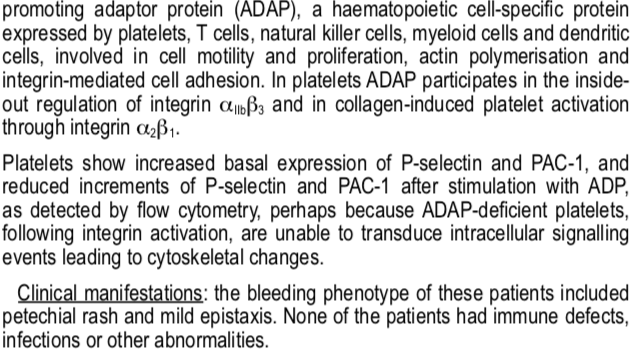 promoting adaptor protein (ADAP), a haematopoietic cell-specific protein
expressed by platelets, T cells, natural killer cells, myeloid cells and dendritic
cells, involved in cell motility and proliferation, actin polymerisation and
integrin-mediated cell adhesion. In platelets ADAP participates in the inside-
out regulation of integrin αIIbβ3 and in collagen-induced platelet activation
through integrin α2β1.
Platelets show increased basal expression of P-selectin and PAC-1, and
reduced increments of P-selectin and PAC-1 after stimulation with ADP,
as detected by flow cytometry, perhaps because ADAP-deficient platelets,
following integrin activation, are unable to transduce intracellular signalling
events leading to cytoskeletal changes.
Clinical manifestations: the bleeding phenotype of these patients included
petechial rash and mild epistaxis. None of the patients had immune defects,
infections or other abnormalities.